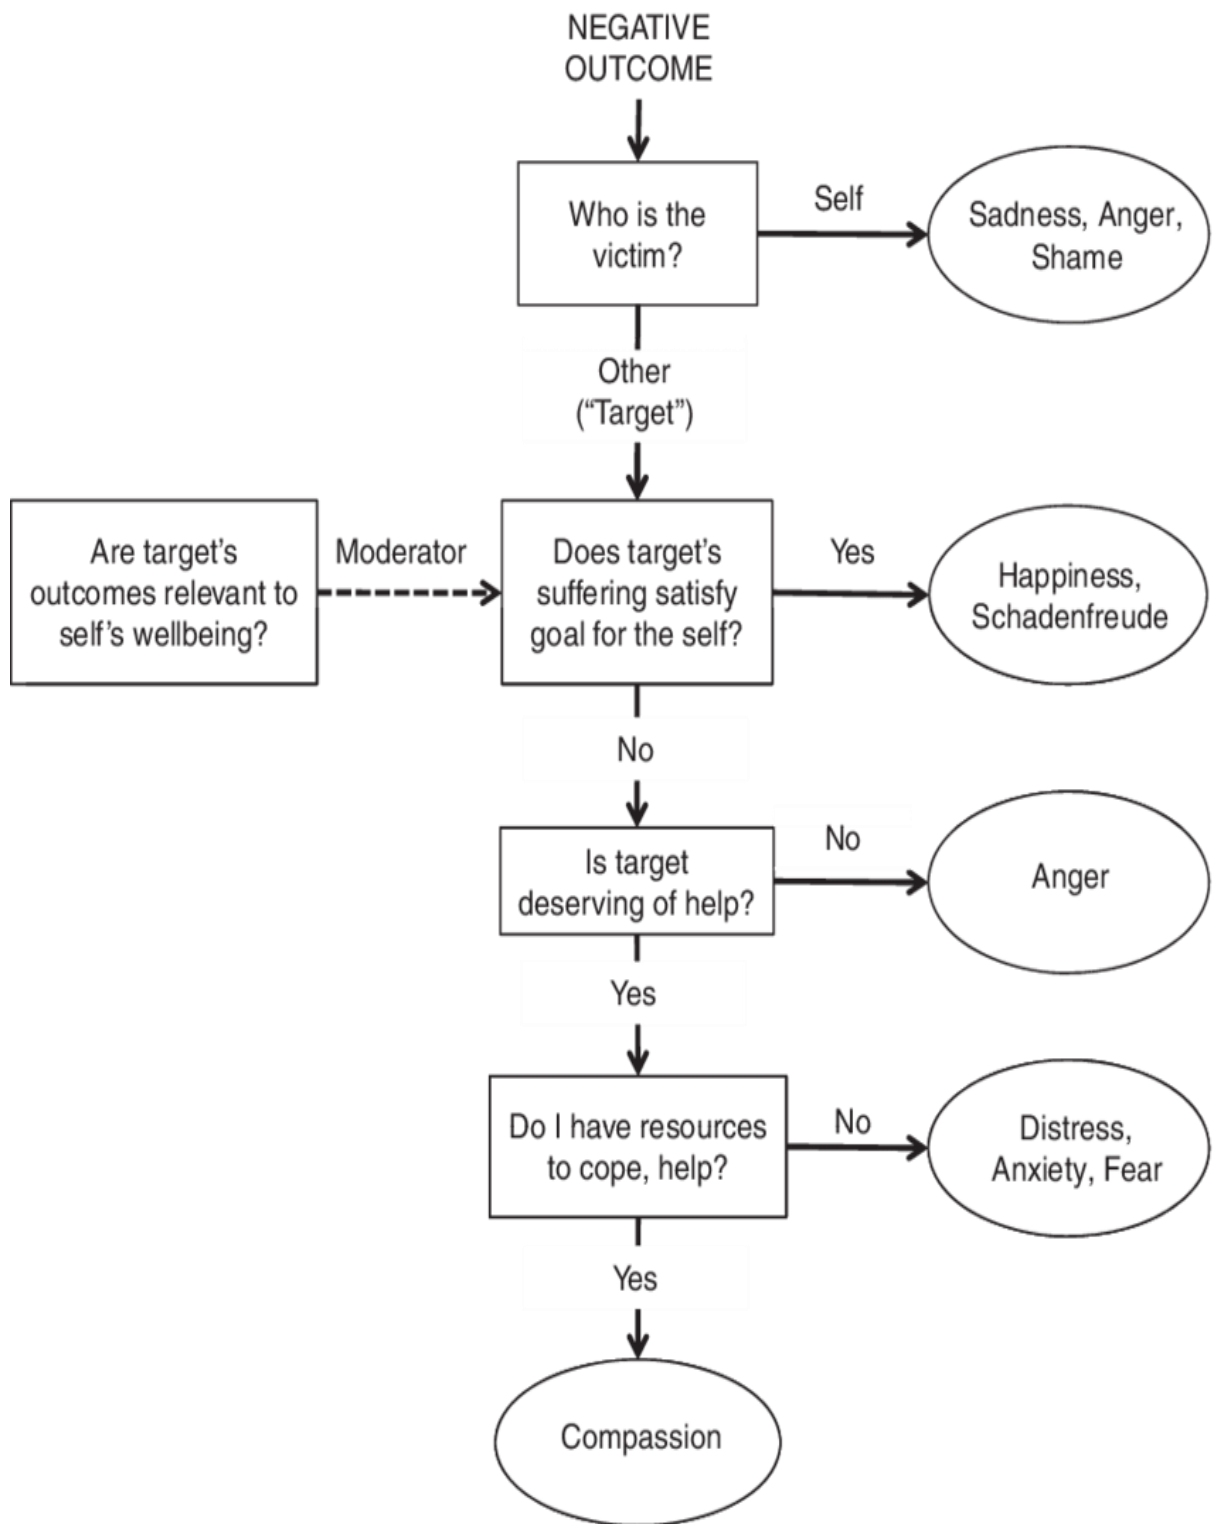 NEGATIVE
OUTCOME
Who is the
victim?
Self
Sadness, Anger,
Shame
Other
(“Target”)
Are target’s
outcomes relevant to
self’s wellbeing?
Moderator
Does target’s
suffering satisfy
goal for the self?
Yes
Happiness,
Schadenfreude
No
Is target
deserving of help?
No
Anger
Yes
Do I have resources
to cope, help?
No
Distress,
Anxiety, Fear
Yes
Compassion